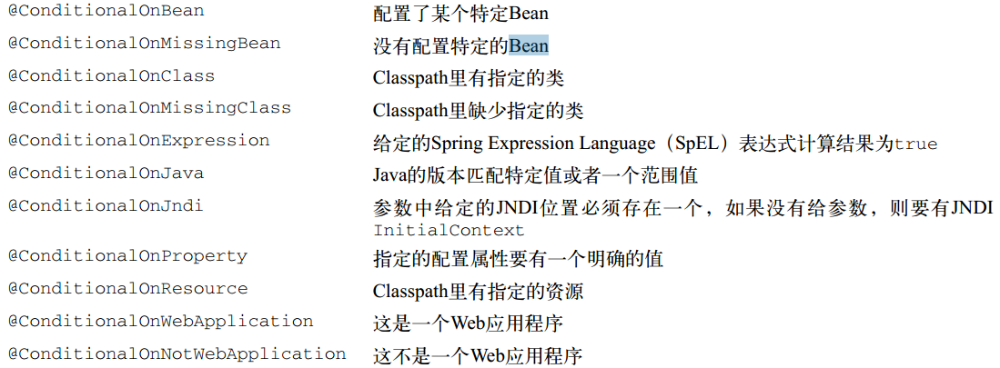 @ConditionalOnBean 配置了某个特定Bean
@ConditionalOnMissingBean 没有配置特定的Bean
@ConditionalOnClass Classpath里有指定的类
@ConditionalOnMissingClass Classpath里缺少指定的类
@ConditionalOnExpression 给定的Spring Expression Language（SpEL）表达式计算结果为true
@ConditionalOnJava Java的版本匹配特定值或者一个范围值
@ConditionalOnJndi 参数中给定的JNDI位置必须存在一个，如果没有给参数，则要有JNDI
InitialContext
@ConditionalOnProperty 指定的配置属性要有一个明确的值
@ConditionalOnResource Classpath里有指定的资源
@ConditionalOnWebApplication 这是一个Web应用程序
@ConditionalOnNotWebApplication 这不是一个Web应用程序